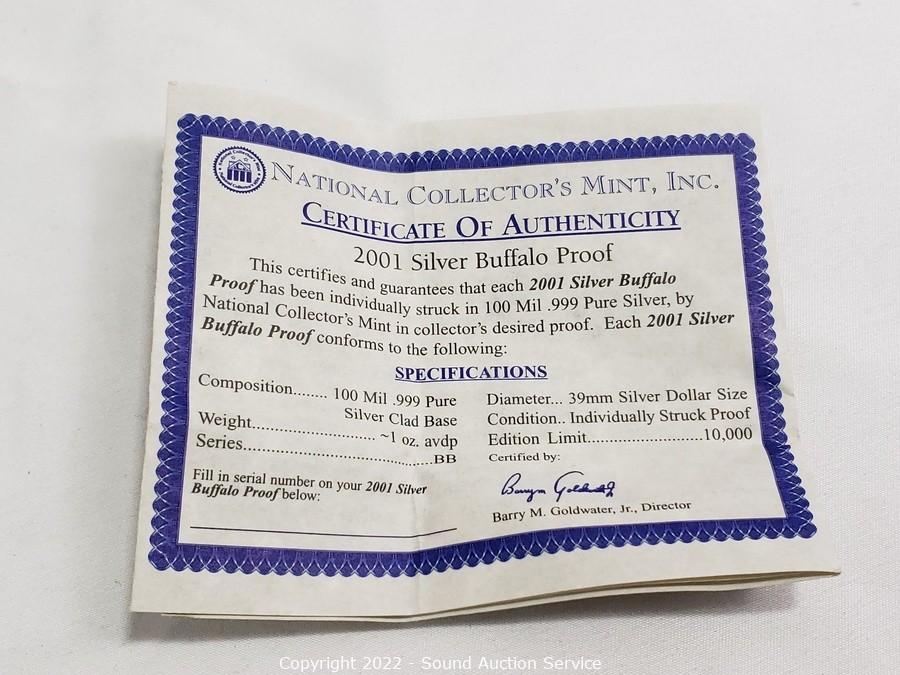 NATIONAL COLLECTOR'S MINT, INC.
CERTIFICATE OF AUTHENTICITY
2001 Silver Buffalo Proof
This certifies and guarantees that each 2001 Silver Buffalo
Proof has been individually struck in 100 Mil .999 Pure Silver, by
National Collector's Mint in collector's desired proof. Each 2001 Silver
Buffalo Proof conforms to the following:
SPECIFICATIONS
Composition........ 100 Mil .999 Pure
Silver Clad Base
Weight............................ ~1 oz. avdp
Series..........................................BB
Fill in serial number on your 2001 Silver
Buffalo Proof below:
Diameter... 39mm Silver Dollar Size
Condition.. Individually Struck Proof
Edition Limit.........................10,000
Certified by:
Barry M. Goldwater, Jr., Director
Copyright 2022 - Sound Auction Service